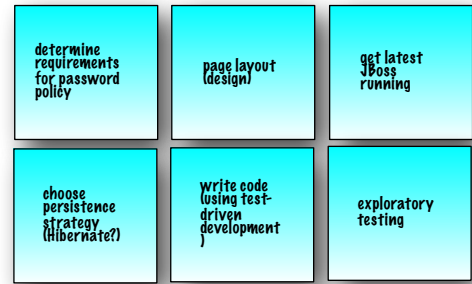 determine
requirements
for password
policy
page layout
(design)
get latest
JBoss
running
choose
persistence
strategy
(Hibernate?)
write code
(using test-
driven
development
)
exploratory
testing